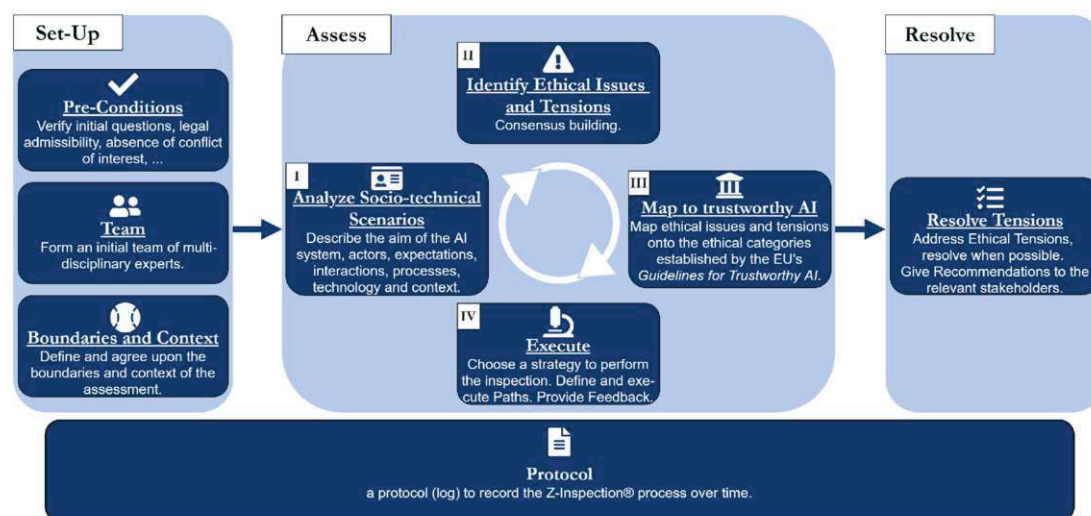 Set-Up
Pre-Conditions
Verify initial questions, legal
admissibility, absence of conflict
of interest, ...
Team
Form an initial team of multi-
disciplinary experts.
Boundaries and Context
Define and agree upon the
boundaries and context of the
assessment.
Assess
I
Analyze Socio-technical
Scenarios
Describe the aim of the AI
system, actors, expectations,
interactions, processes,
technology and context.
II
Identify Ethical Issues
and Tensions
Consensus building.
III
Map to trustworthy AI
Map ethical issues and tensions
onto the ethical categories
established by the EU's
Guidelines for Trustworthy AI.
IV
Execute
Choose a strategy to perform
the inspection. Define and exe-
cute Paths. Provide Feedback.
Resolve
Resolve Tensions
Address Ethical Tensions,
resolve when possible.
Give Recommendations to the
relevant stakeholders.
Protocol
a protocol (log) to record the Z-Inspection® process over time.